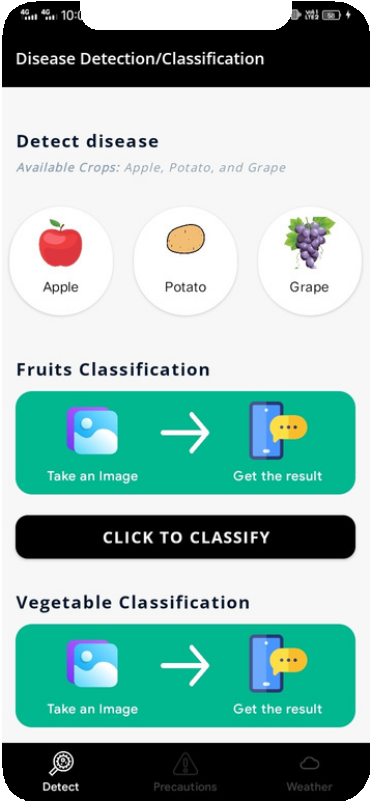 4G 4G 10:0
Disease Detection/Classification
Detect disease
Available Crops: Apple, Potato, and Grape
Apple Potato Grape
Fruits Classification
Take an Image Get the result
CLICK TO CLASSIFY
Vegetable Classification
Take an Image Get the result
Detect Precautions Weather